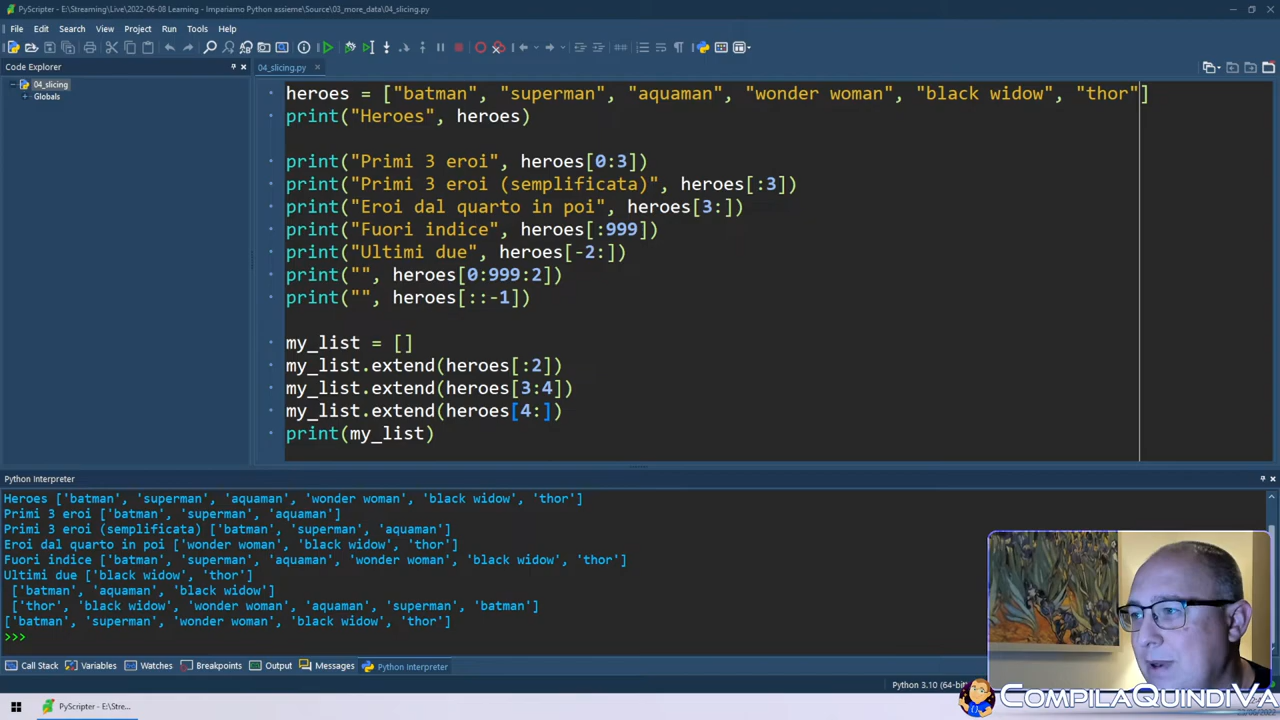 PyScripter - E:\Streaming\Live\2022-06-08 Learning - Impariamo Python assieme\Source\03_more_data\04_slicing.py
File Edit Search View Project Run Tools Help
Code Explorer
04_slicing.py
04_slicing
Globals
heroes = ["batman", "superman", "aquaman", "wonder woman", "black widow", "thor"]
print("Heroes", heroes)
print("Primi 3 eroi", heroes[0:3])
print("Primi 3 eroi (semplificata)", heroes[:3])
print("Eroi dal quarto in poi", heroes[3:])
print("Fuori indice", heroes[:999])
print("Ultimi due", heroes[-2:])
print("", heroes[0:999:2])
print("", heroes[::-1])
my_list = []
my_list.extend(heroes[:2])
my_list.extend(heroes[3:4])
my_list.extend(heroes[4:])
print(my_list)
Python Interpreter
Heroes ['batman', 'superman', 'aquaman', 'wonder woman', 'black widow', 'thor']
Primi 3 eroi ['batman', 'superman', 'aquaman']
Primi 3 eroi (semplificata) ['batman', 'superman', 'aquaman']
Eroi dal quarto in poi ['wonder woman', 'black widow', 'thor']
Fuori indice ['batman', 'superman', 'aquaman', 'wonder woman', 'black widow', 'thor']
Ultimi due ['black widow', 'thor']
['batman', 'aquaman', 'black widow']
['thor', 'black widow', 'wonder woman', 'aquaman', 'superman', 'batman']
['batman', 'superman', 'wonder woman', 'black widow', 'thor']
>>>
Call Stack Variables Watches Breakpoints Output Messages Python Interpreter
Python 3.10 (64-bit)
CompilaQuindiVa
PyScripter - E:\Stre...